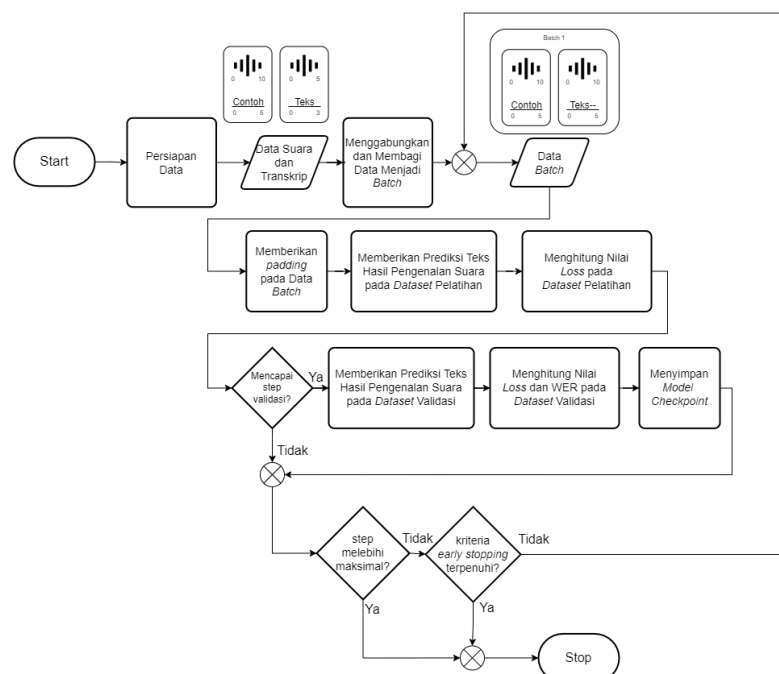 Batch 1
0 10
0 5
0 10
0 5
Contoh
Teks
Contoh
Teks--
0 5
0 3
0 5
0 5
Start
Persiapan
Data
Data Suara
dan
Transkrip
Menggabungkan
dan Membagi
Data Menjadi
Batch
Data
Batch
Memberikan
padding
pada Data
Batch
Memberikan Prediksi Teks
Hasil Pengenalan Suara
pada Dataset Pelatihan
Menghitung Nilai
Loss pada
Dataset Pelatihan
Mencapai
step
validasi?
Ya
Memberikan Prediksi Teks
Hasil Pengenalan Suara
pada Dataset Validasi
Menghitung Nilai
Loss dan WER pada
Dataset Validasi
Menyimpan
Model
Checkpoint
Tidak
step
melebihi
maksimal?
Tidak
kriteria
early stopping
terpenuhi?
Tidak
Ya
Ya
Stop